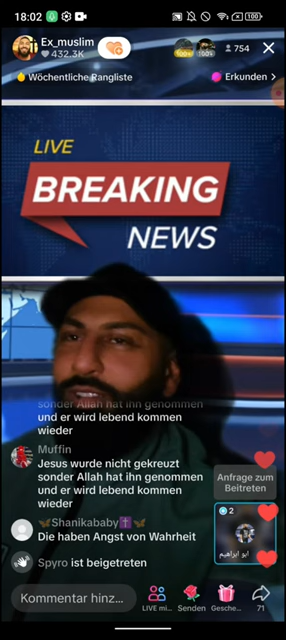 18:02
100
Ex_muslim
432.3K
754
Wöchentliche Rangliste
Erkunden >
LIVE
BREAKING
NEWS
sonder Allah hat ihn genommen
und er wird lebend kommen
wieder
Muffin
Jesus wurde nicht gekreuzt
sonder Allah hat ihn genommen
und er wird lebend kommen
wieder
Anfrage zum
Beitreten
Shanikababy
Die haben Angst von Wahrheit
2
ابو ابراهيم
Spyro ist beigetreten
Kommentar hinz...
LIVE mi...
Senden
Gesche...
71